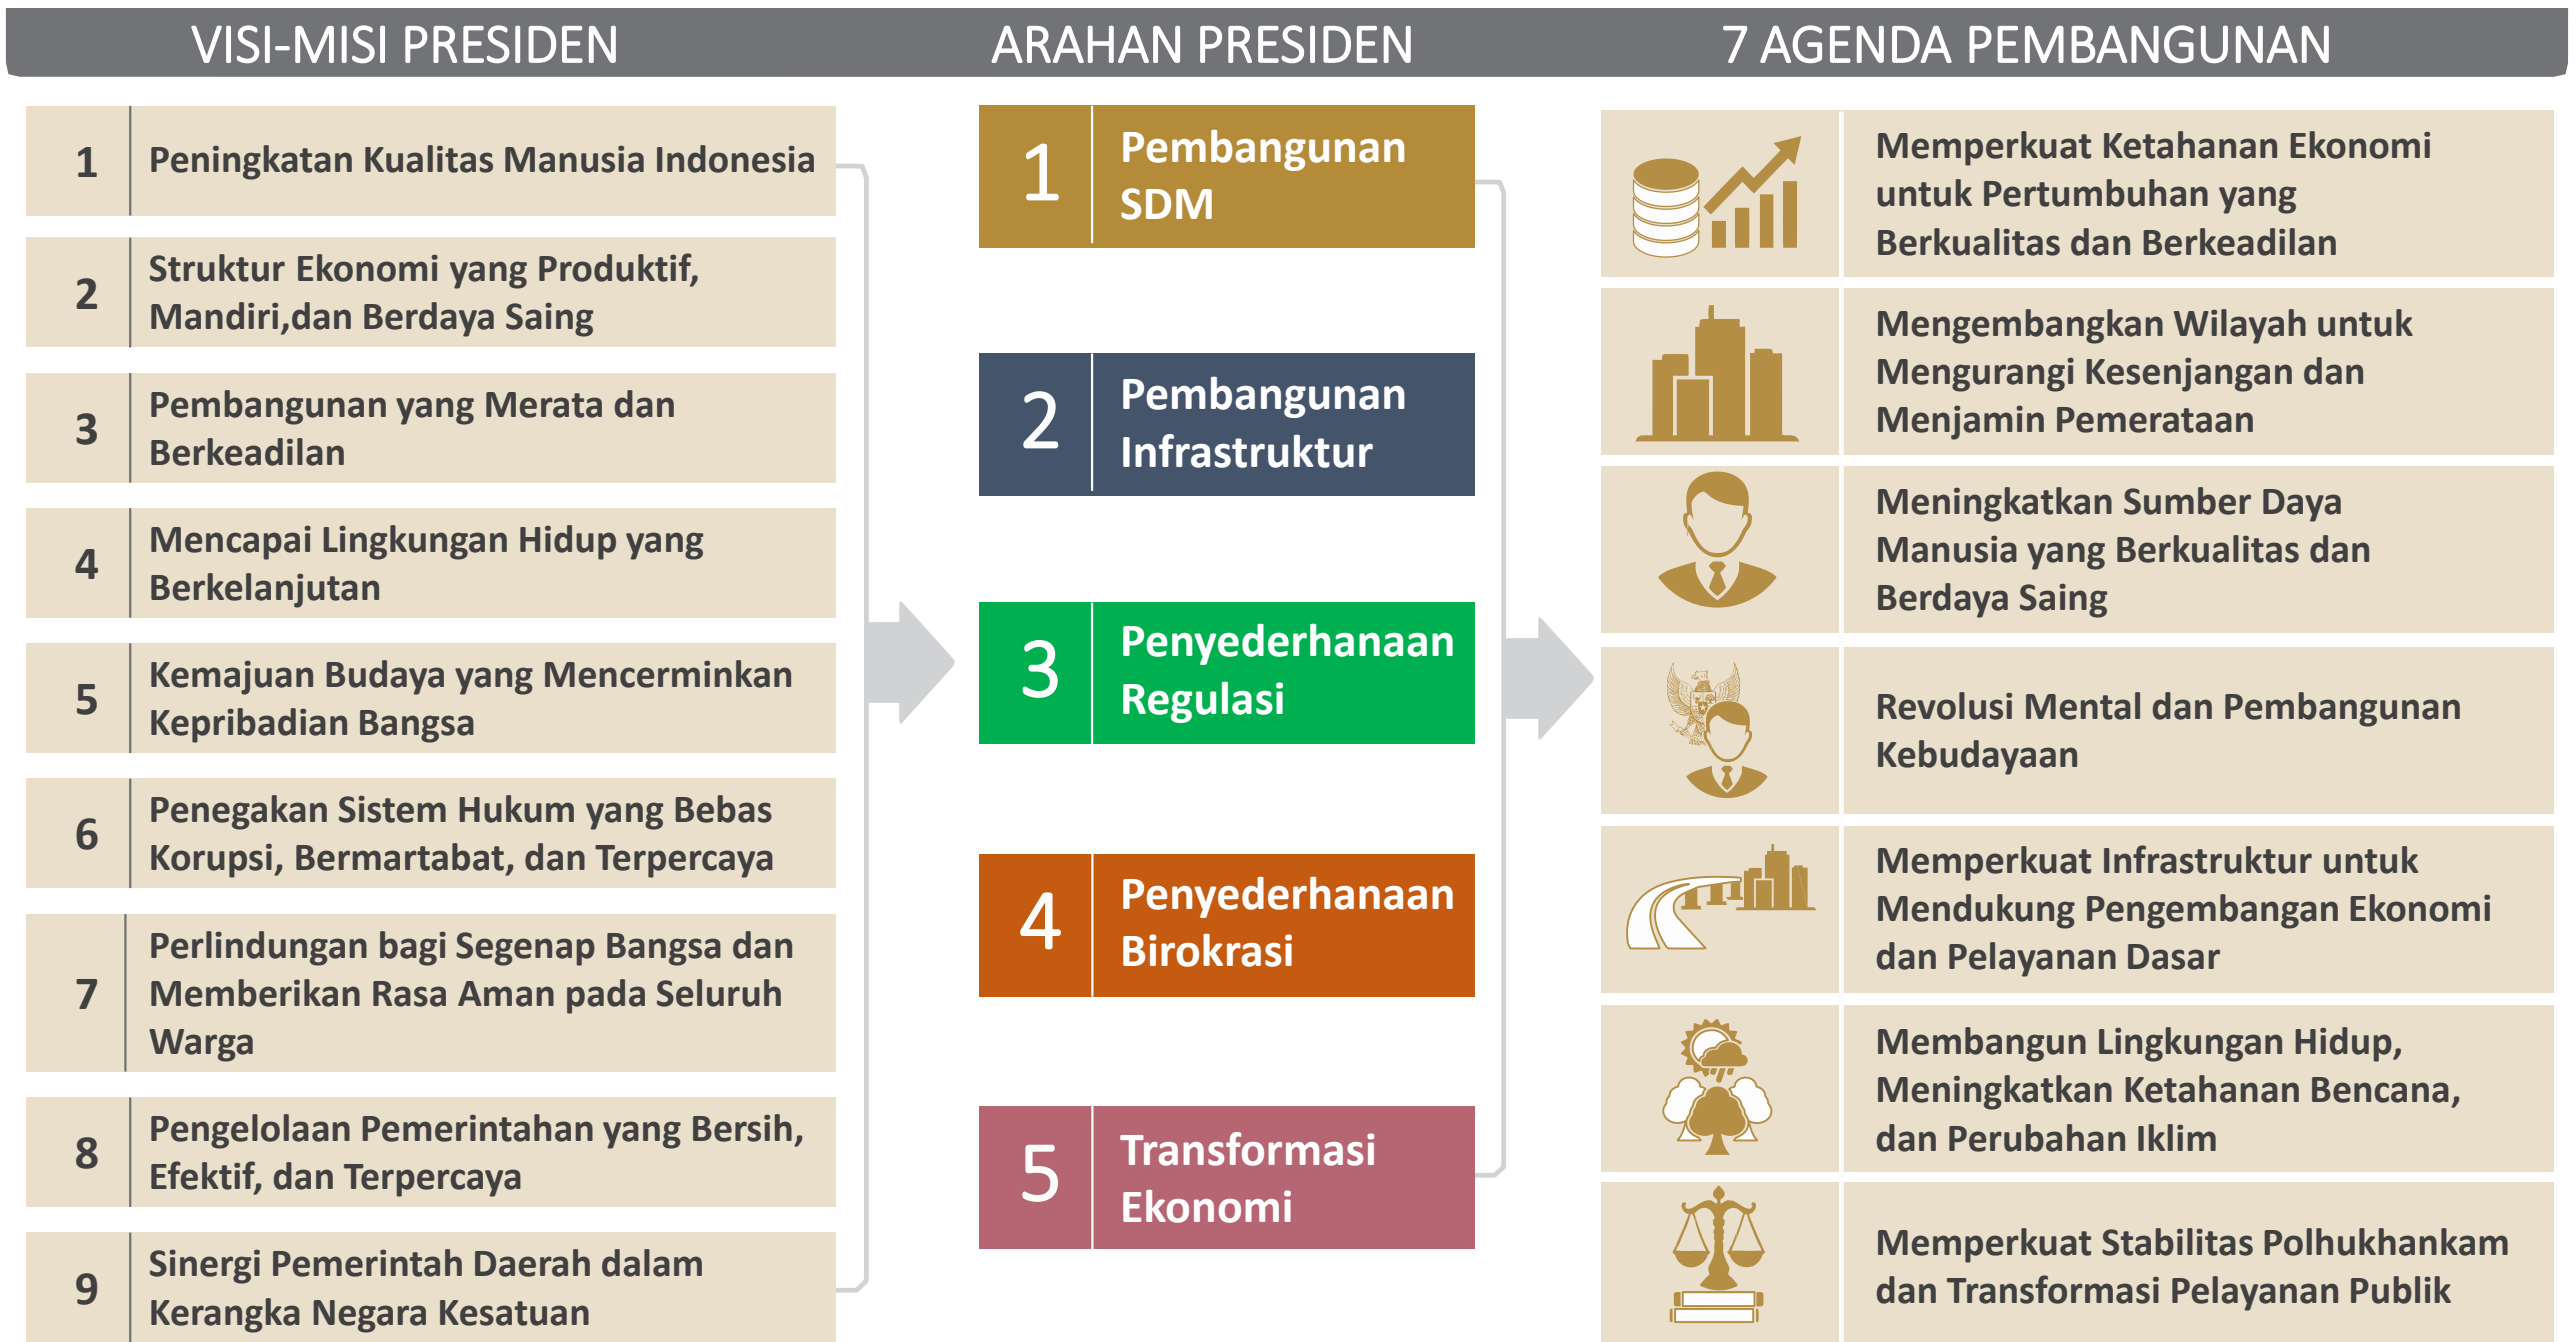 VISI-MISI PRESIDEN
1
Peningkatan Kualitas Manusia Indonesia
2
Struktur Ekonomi yang Produktif,
Mandiri,dan Berdaya Saing
3
Pembangunan yang Merata dan
Berkeadilan
4
Mencapai Lingkungan Hidup yang
Berkelanjutan
5
Kemajuan Budaya yang Mencerminkan
Kepribadian Bangsa
6
Penegakan Sistem Hukum yang Bebas
Korupsi, Bermartabat, dan Terpercaya
7
Perlindungan bagi Segenap Bangsa dan
Memberikan Rasa Aman pada Seluruh
Warga
8
Pengelolaan Pemerintahan yang Bersih,
Efektif, dan Terpercaya
9
Sinergi Pemerintah Daerah dalam
Kerangka Negara Kesatuan
ARAHAN PRESIDEN
1
Pembangunan
SDM
2
Pembangunan
Infrastruktur
3
Penyederhanaan
Regulasi
4
Penyederhanaan
Birokrasi
5
Transformasi
Ekonomi
7 AGENDA PEMBANGUNAN
Memperkuat Ketahanan Ekonomi
untuk Pertumbuhan yang
Berkualitas dan Berkeadilan
Mengembangkan Wilayah untuk
Mengurangi Kesenjangan dan
Menjamin Pemerataan
Meningkatkan Sumber Daya
Manusia yang Berkualitas dan
Berdaya Saing
Revolusi Mental dan Pembangunan
Kebudayaan
Memperkuat Infrastruktur untuk
Mendukung Pengembangan Ekonomi
dan Pelayanan Dasar
Membangun Lingkungan Hidup,
Meningkatkan Ketahanan Bencana,
dan Perubahan Iklim
Memperkuat Stabilitas Polhukhankam
dan Transformasi Pelayanan Publik